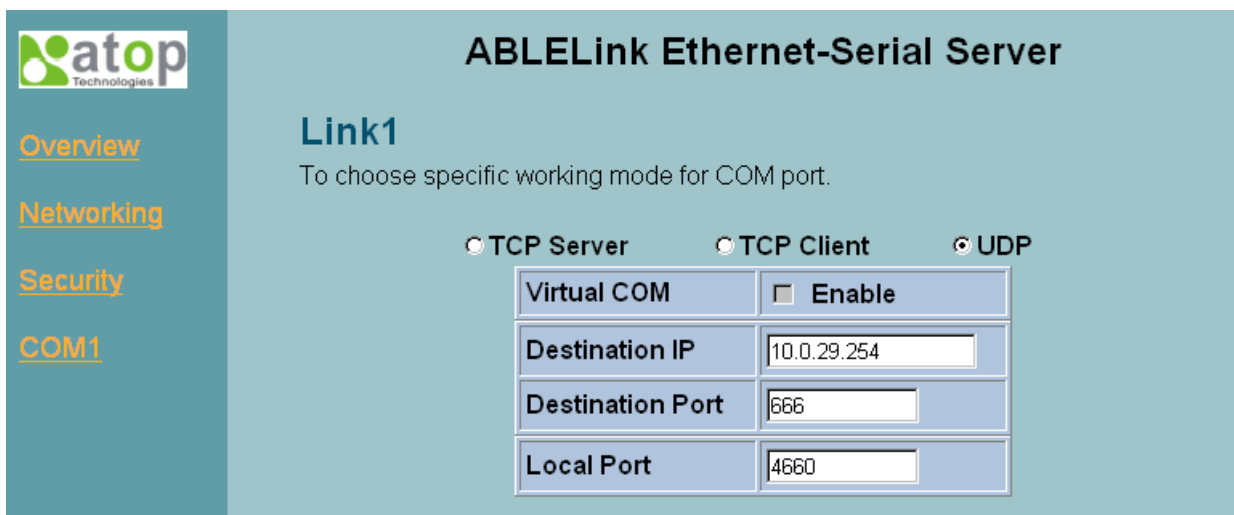 atop
Technologies
ABLELink Ethernet-Serial Server
Overview
Networking
Security
COM1
Link1
To choose specific working mode for COM port.
TCP Server TCP Client UDP
Virtual COM Enable
Destination IP 10.0.29.254
Destination Port 666
Local Port 4660